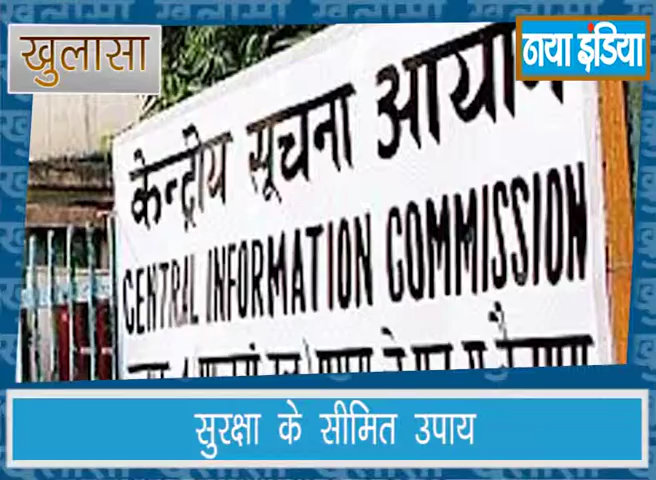 खुलासा
नया इंडिया
केन्द्रीय सूचना आयोग
CENTRAL INFORMATION COMMISSION
सुरक्षा के सीमित उपाय